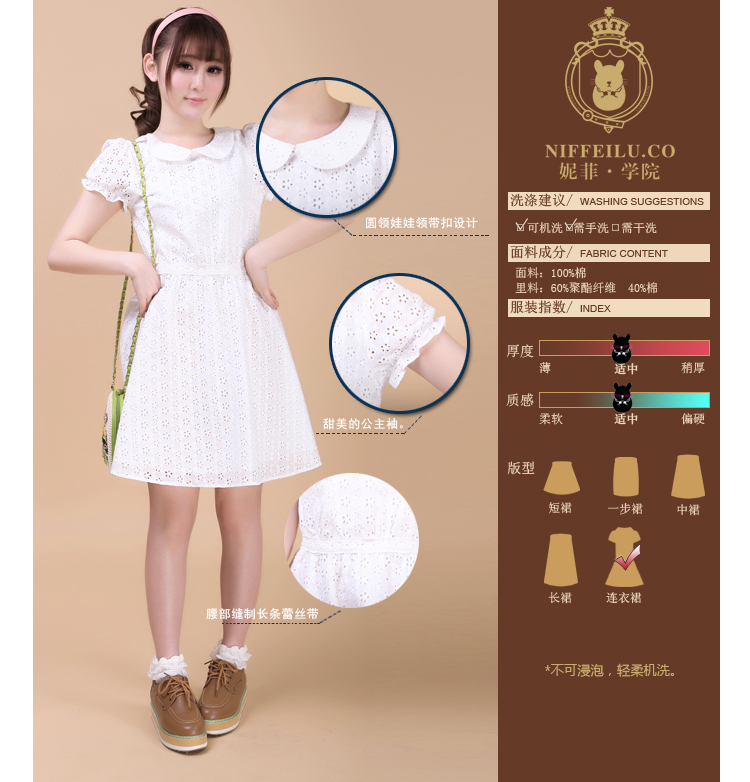 圆领娃娃领带扣设计
甜美的公主袖。
腰部缝制长条蕾丝带
NIFFEILU.CO
妮菲·学院
洗涤建议/ WASHING SUGGESTIONS
可机洗 需手洗 需干洗
面料成分/ FABRIC CONTENT
面料: 100%棉
里料: 60%聚酯纤维 40%棉
服装指数/ INDEX
厚度
薄 适中 稍厚
质感
柔软 适中 偏硬
版型
短裙 一步裙 中裙
长裙 连衣裙
*不可浸泡，轻柔机洗。